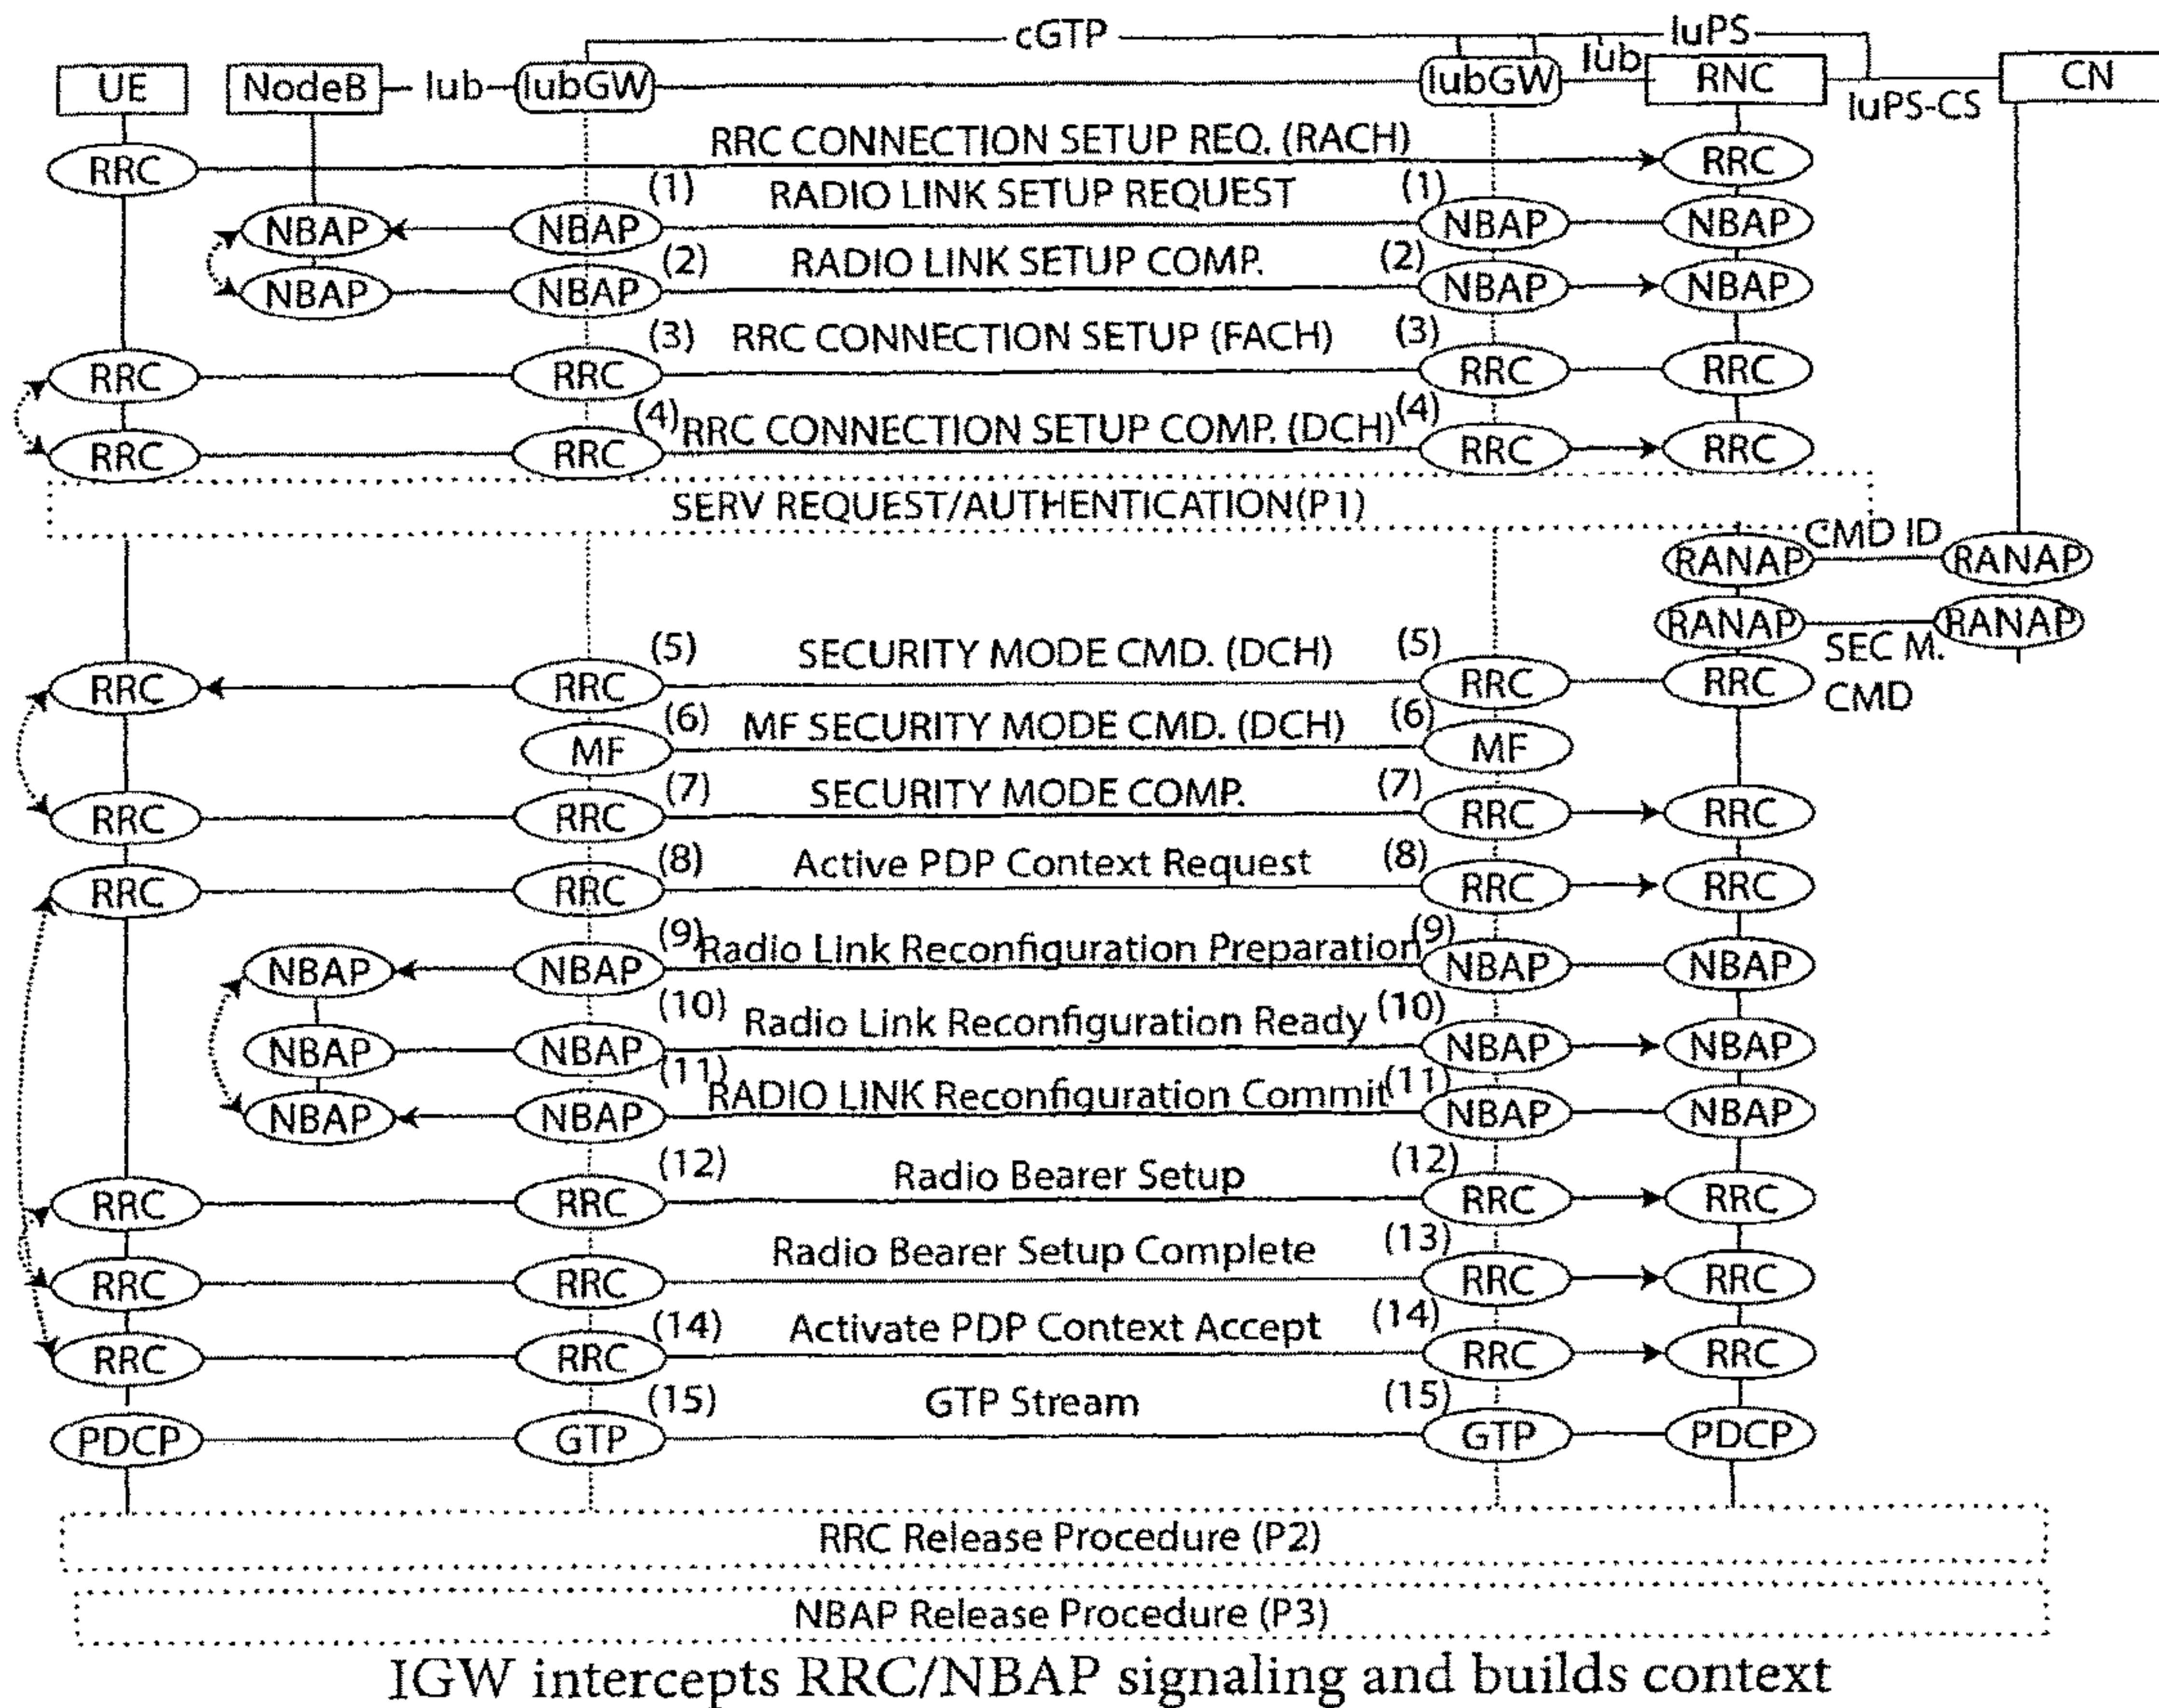 cGTP
IuPS
UE NodeB Iub IubGW IubGW Iub RNC IuPS-CS CN
RRC RRC CONNECTION SETUP REQ. (RACH) RRC
(1) RADIO LINK SETUP REQUEST (1)
NBAP NBAP NBAP NBAP
(2) RADIO LINK SETUP COMP. (2)
NBAP NBAP NBAP NBAP
(3) RRC CONNECTION SETUP (FACH) (3)
RRC RRC RRC RRC
(4) RRC CONNECTION SETUP COMP. (DCH) (4)
RRC RRC RRC RRC
SERV REQUEST/AUTHENTICATION(P1)
RANAP CMD ID RANAP
RANAP SEC M. CMD RANAP
(5) SECURITY MODE CMD. (DCH) (5)
RRC RRC RRC RRC
(6) MF SECURITY MODE CMD. (DCH) (6)
MF MF
(7) SECURITY MODE COMP. (7)
RRC RRC RRC RRC
(8) Active PDP Context Request (8)
RRC RRC RRC RRC
(9) Radio Link Reconfiguration Preparation (9)
NBAP NBAP NBAP NBAP
(10) Radio Link Reconfiguration Ready (10)
NBAP NBAP NBAP NBAP
(11) RADIO LINK Reconfiguration Commit (11)
NBAP NBAP NBAP NBAP
(12) Radio Bearer Setup (12)
RRC RRC RRC RRC
Radio Bearer Setup Complete (13)
RRC RRC RRC RRC
(14) Activate PDP Context Accept (14)
RRC RRC RRC RRC
(15) GTP Stream (15)
PDCP GTP GTP PDCP
RRC Release Procedure (P2)
NBAP Release Procedure (P3)
IGW intercepts RRC/NBAP signaling and builds context